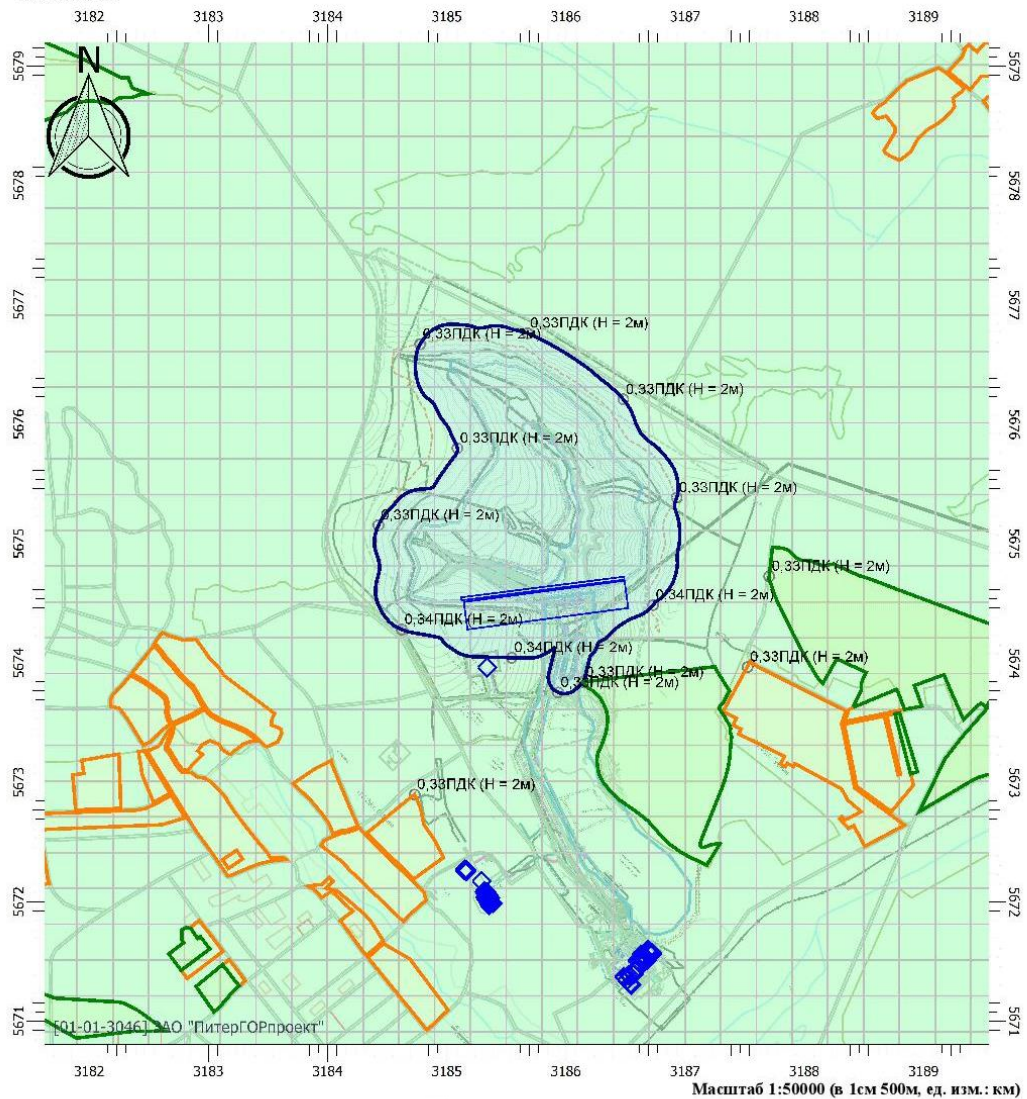 3182 3183 3184 3185 3186 3187 3188 3189
5679 5679
N
5678 5678
5677 5677
0,33ПДК (Н = 2м)
0,33ПДК (Н = 2м)
0,33ПДК (Н = 2м)
5676 5676
0,33ПДК (Н = 2м)
0,33ПДК (Н = 2м)
0,33ПДК (Н = 2м)
5675 5675
0,33ПДК (Н = 2м)
0,34ПДК (Н = 2м)
0,34ПДК (Н = 2м)
0,34ПДК (Н = 2м)
5674 5674
0,33ПДК (Н = 2м)
0,33ПДК (Н = 2м)
0,33ПДК (Н = 2м)
5673 5673
0,33ПДК (Н = 2м)
5672 5672
5671 5671
[01-01-3046] ЗАО "ПитерГОРпроект"
3182 3183 3184 3185 3186 3187 3188 3189
Масштаб 1:50000 (в 1см 500м, ед. изм.: км)